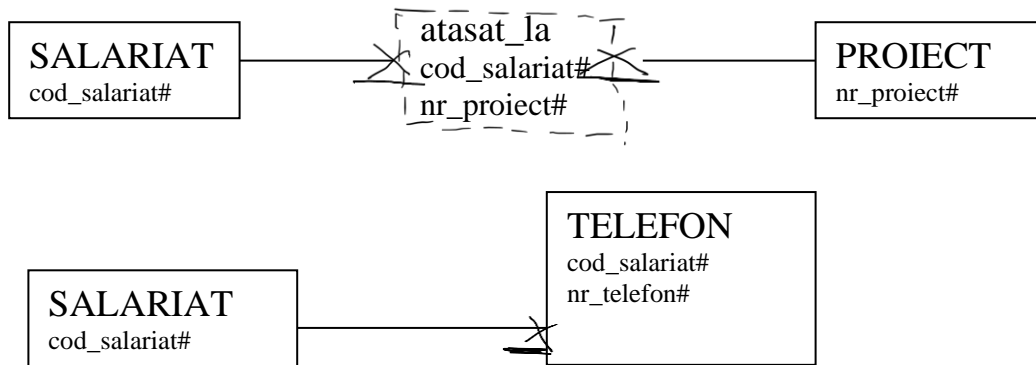 SALARIAT
cod_salariat#
atasat_la
cod_salariat#
nr_proiect#
PROIECT
nr_proiect#
TELEFON
cod_salariat#
nr_telefon#
SALARIAT
cod_salariat#